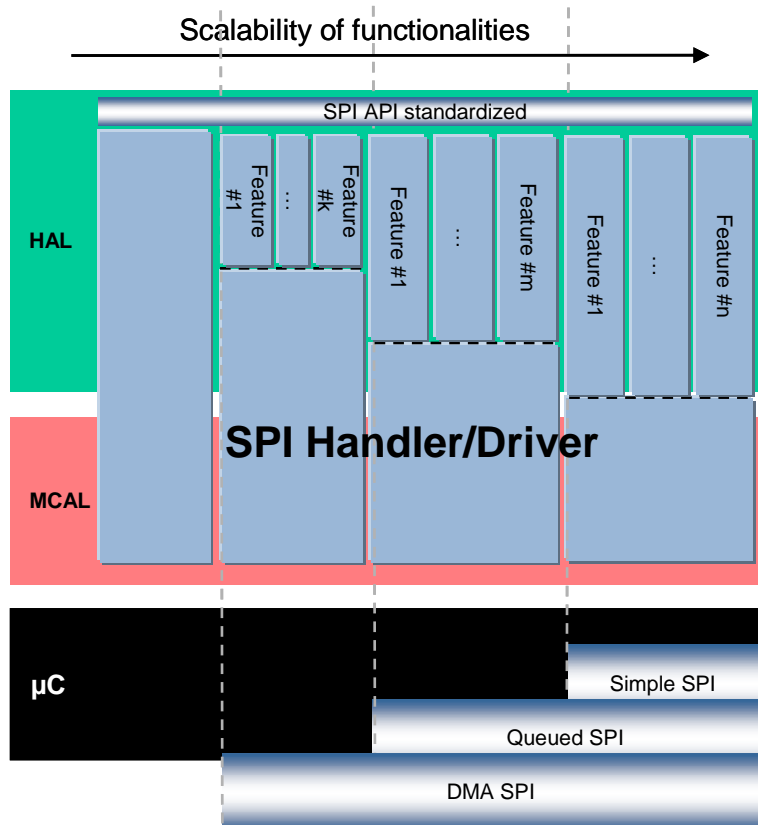 Scalability of functionalities
SPI API standardized
HAL
Feature
#1
…
Feature
#k
Feature #1
…
Feature #m
Feature #1
…
Feature #n
SPI Handler/Driver
MCAL
µC
Simple SPI
Queued SPI
DMA SPI